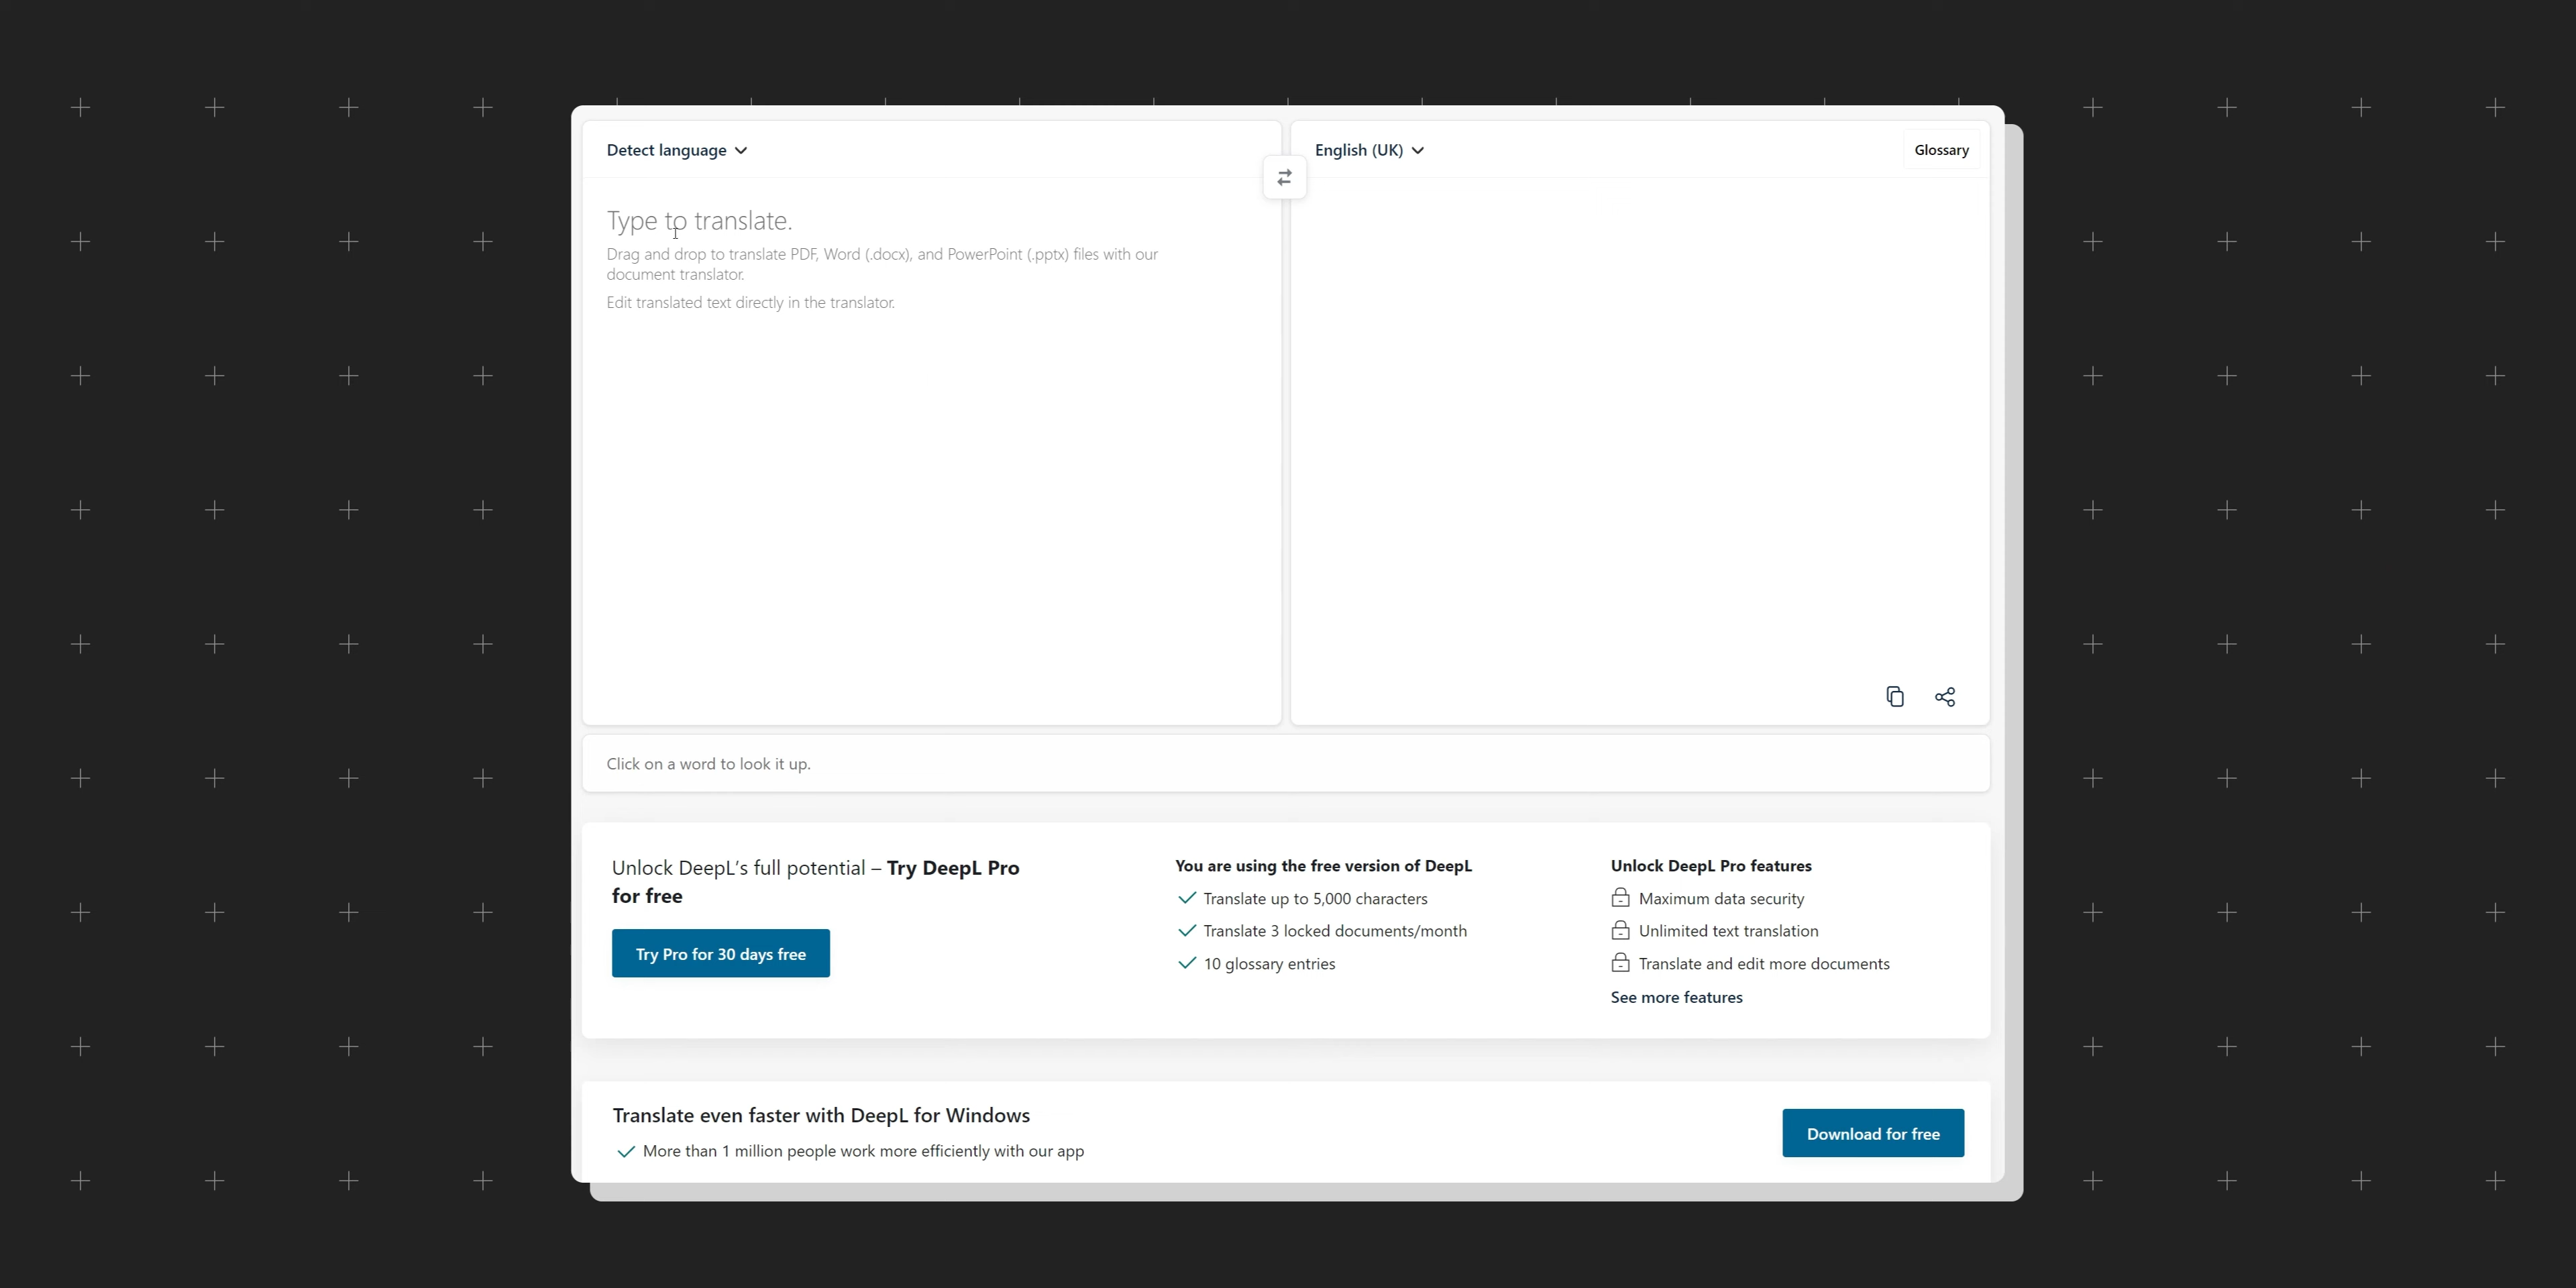 Detect language
English (UK)
Glossary
Type to translate.
Drag and drop to translate PDF, Word (.docx), and PowerPoint (.pptx) files with our
document translator.
Edit translated text directly in the translator.
Click on a word to look it up.
Unlock DeepL's full potential – Try DeepL Pro
for free
Try Pro for 30 days free
You are using the free version of DeepL
Translate up to 5,000 characters
Translate 3 locked documents/month
10 glossary entries
Unlock DeepL Pro features
Maximum data security
Unlimited text translation
Translate and edit more documents
See more features
Translate even faster with DeepL for Windows
More than 1 million people work more efficiently with our app
Download for free